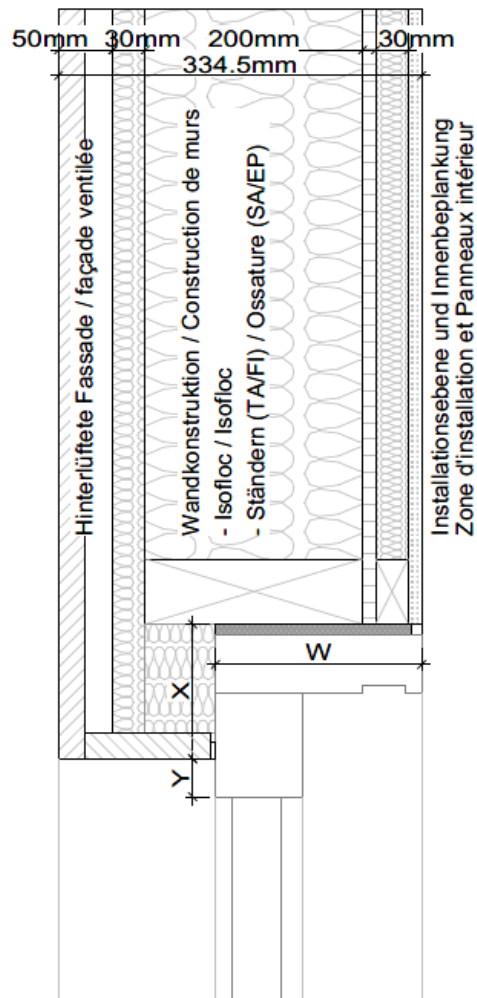 50mm 30mm 200mm 30mm
334.5mm
Hinterlüftete Fassade / façade ventilée
Wandkonstruktion / Construction de murs
- Isofloc / Isofloc
- Ständern (TA/FI) / Ossature (SA/EP)
Installationsebene und Innenbeplankung
Zone d'installation et Panneaux intérieur
W
X
Y